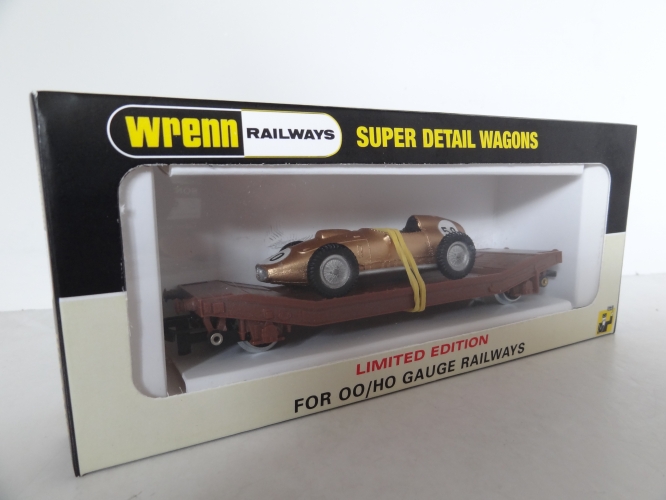 wrenn RAILWAYS SUPER DETAIL WAGONS
LIMITED EDITION
FOR OO/HO GAUGE RAILWAYS